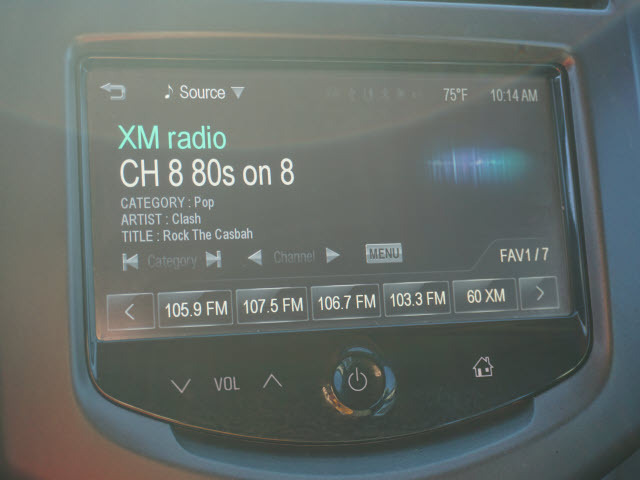 Source 75°F 10:14 AM
XM radio
CH 8 80s on 8
CATEGORY : Pop
ARTIST : Clash
TITLE : Rock The Casbah
Category Channel MENU FAV1 / 7
105.9 FM 107.5 FM 106.7 FM 103.3 FM 60 XM
VOL